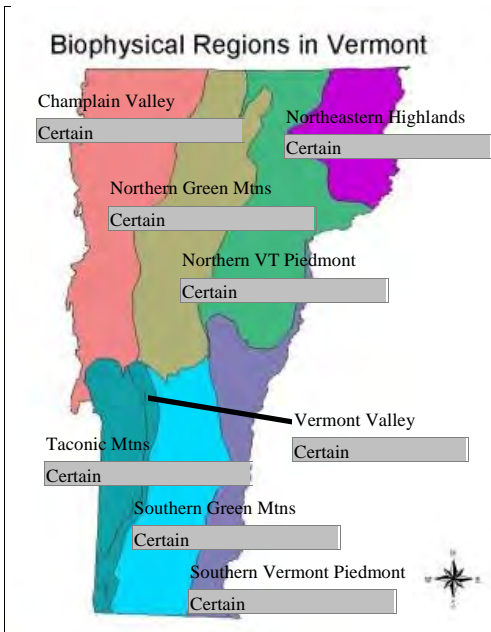 Biophysical Regions in Vermont
Champlain Valley
Certain
Northeastern Highlands
Certain
Northern Green Mtns
Certain
Northern VT Piedmont
Certain
Vermont Valley
Certain
Taconic Mtns
Certain
Southern Green Mtns
Certain
Southern Vermont Piedmont
Certain